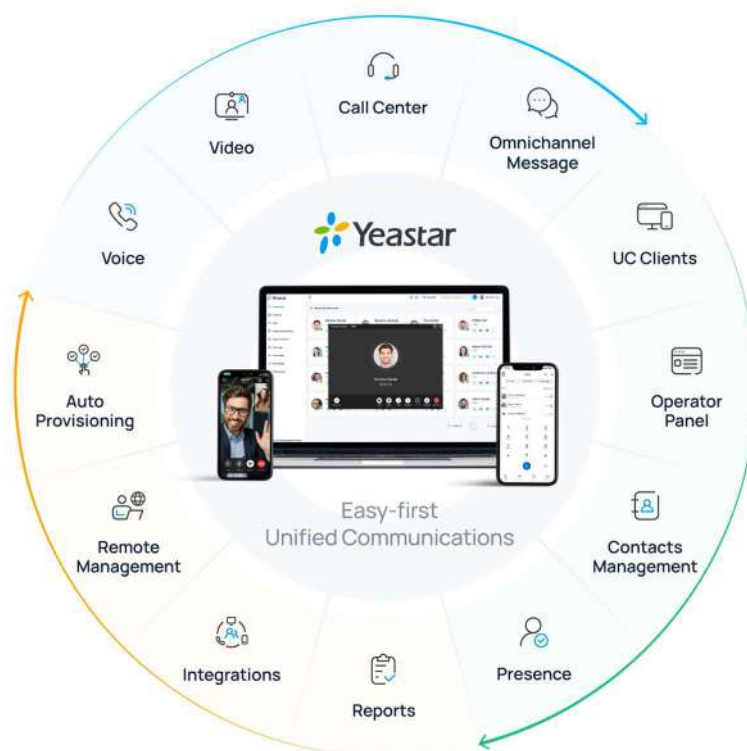 Call Center
Video
Omnichannel
Message
Voice
Yeastar
UC Clients
Auto
Provisioning
Operator
Panel
Easy-first
Unified Communications
Remote
Management
Contacts
Management
Integrations
Presence
Reports